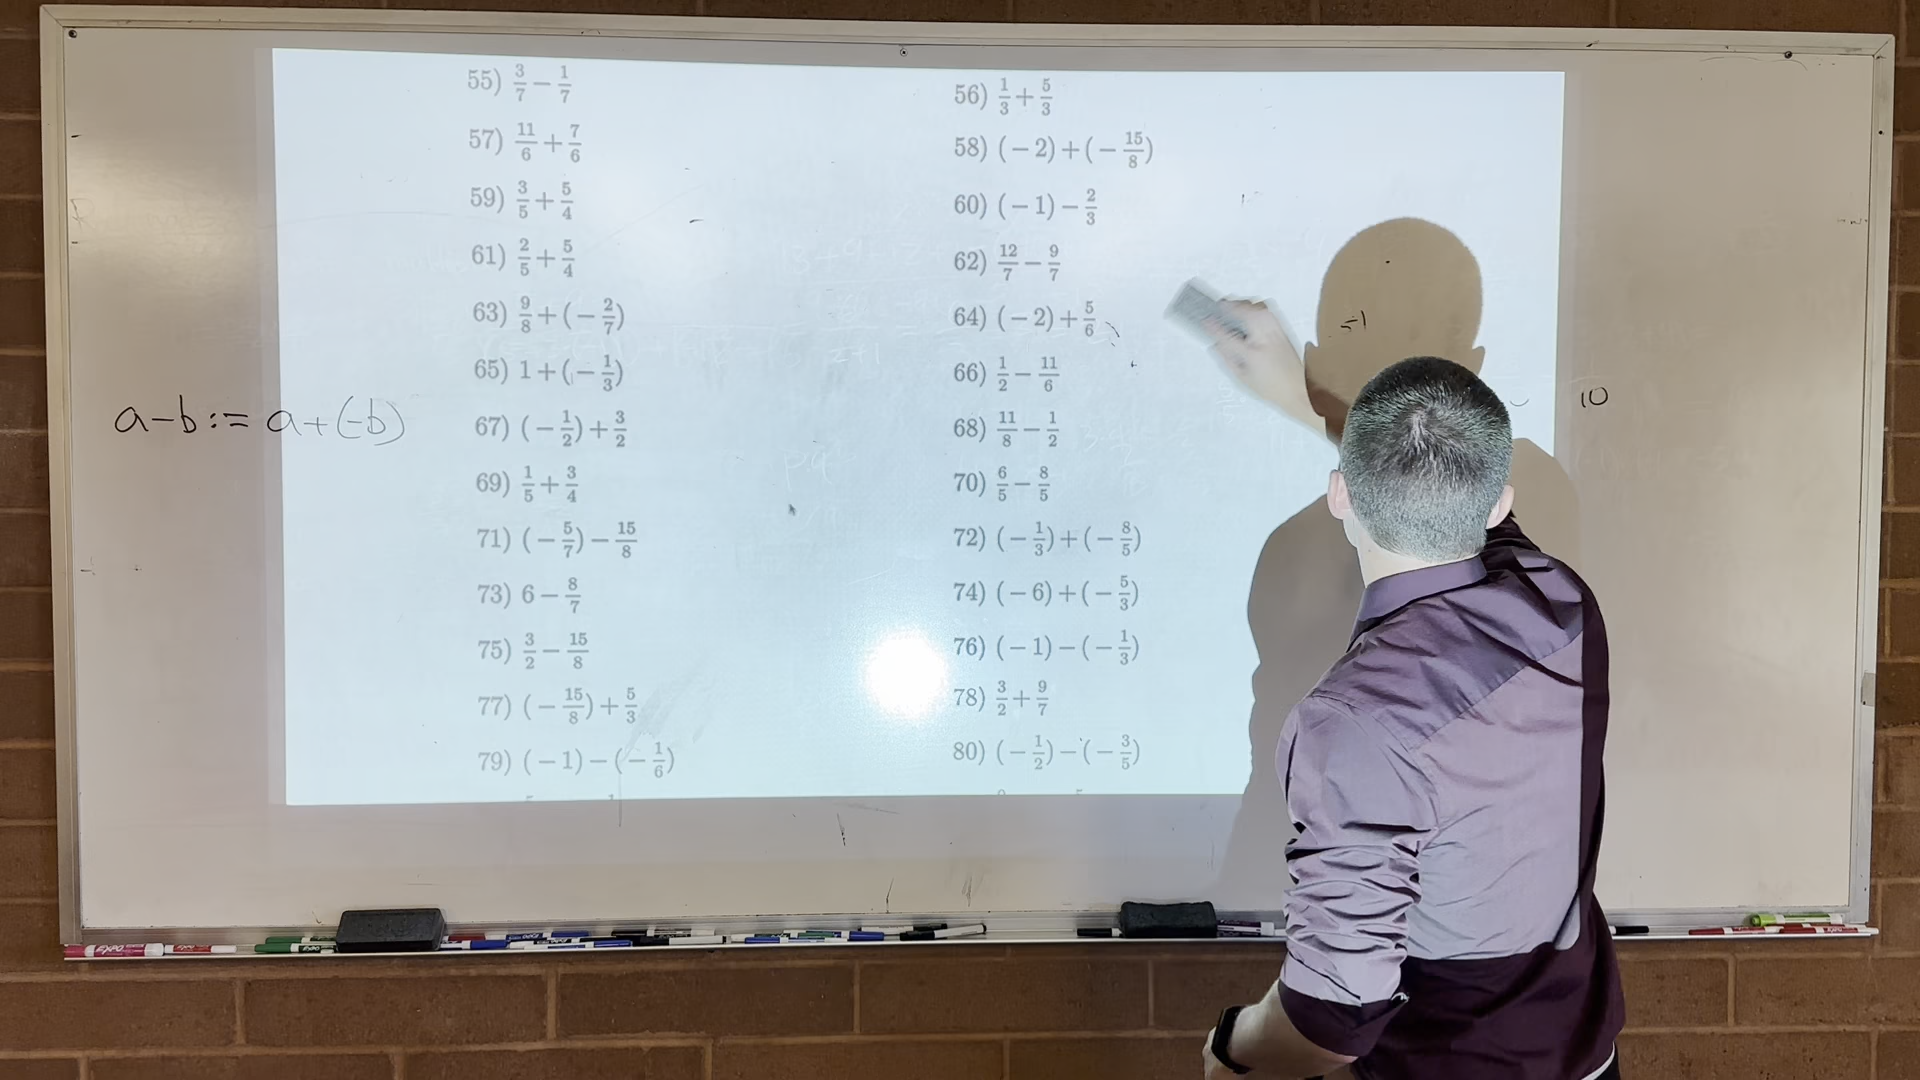 55) 3/7 − 1/7
56) 1/3 + 5/3
57) 11/6 + 7/6
58) (−2) + (−15/8)
59) 3/5 + 5/4
60) (−1) − 2/3
61) 2/5 + 5/4
62) 12/7 − 9/7
63) 9/8 + (−2/7)
64) (−2) + 5/6
65) 1 + (−1/3)
66) 1/2 − 11/6
a−b := a+(−b)
67) (−1/2) + 3/2
68) 11/8 − 1/2
69) 1/5 + 3/4
70) 6/5 − 8/5
71) (−5/7) − 15/8
72) (−1/3) + (−8/5)
73) 6 − 8/7
74) (−6) + (−5/3)
75) 3/2 − 15/8
76) (−1) − (−1/3)
77) (−15/8) + 5/3
78) 3/2 + 9/7
79) (−1) − (−1/6)
80) (−1/2) − (−3/5)
10
EXPO